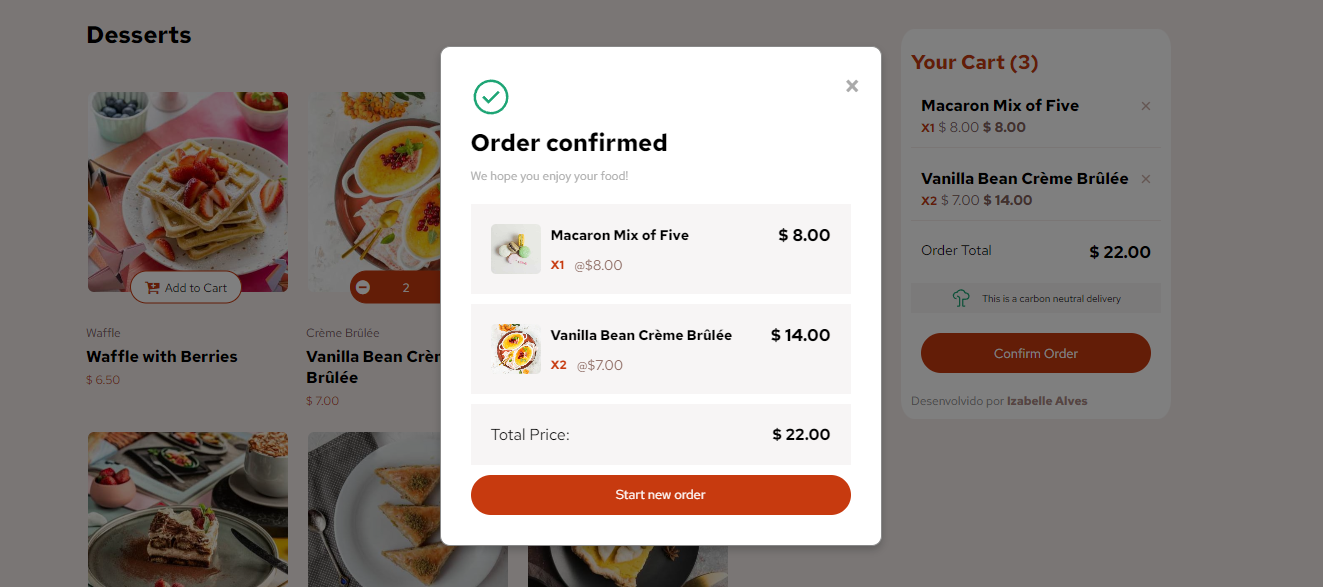 Desserts
Add to Cart
2
Waffle
Waffle with Berries
$ 6.50
Crème Brûlée
Vanilla Bean Crèr
Brûlée
$ 7.00
×
Order confirmed
We hope you enjoy your food!
Macaron Mix of Five
$ 8.00
X1 @$8.00
Vanilla Bean Crème Brûlée
$ 14.00
X2 @$7.00
Total Price:
$ 22.00
Start new order
Your Cart (3)
Macaron Mix of Five ×
X1 $ 8.00 $ 8.00
Vanilla Bean Crème Brûlée ×
X2 $ 7.00 $ 14.00
Order Total $ 22.00
This is a carbon neutral delivery
Confirm Order
Desenvolvido por Izabelle Alves